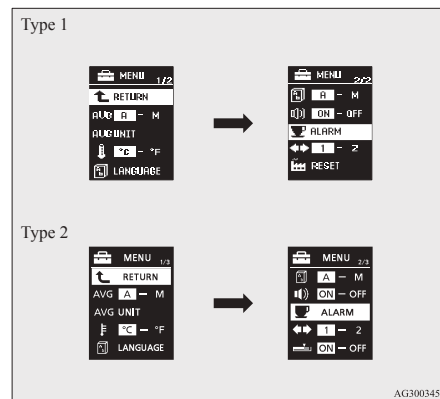 Type 1
MENU 1/2
RETURN
AVG A - M
AVG UNIT
°C - °F
LANGUAGE
MENU 2/2
A - M
ON - OFF
ALARM
1 - 2
RESET
Type 2
MENU 1/3
RETURN
AVG A - M
AVG UNIT
°C - °F
LANGUAGE
MENU 2/3
A - M
ON - OFF
ALARM
1 - 2
ON - OFF
AG300345